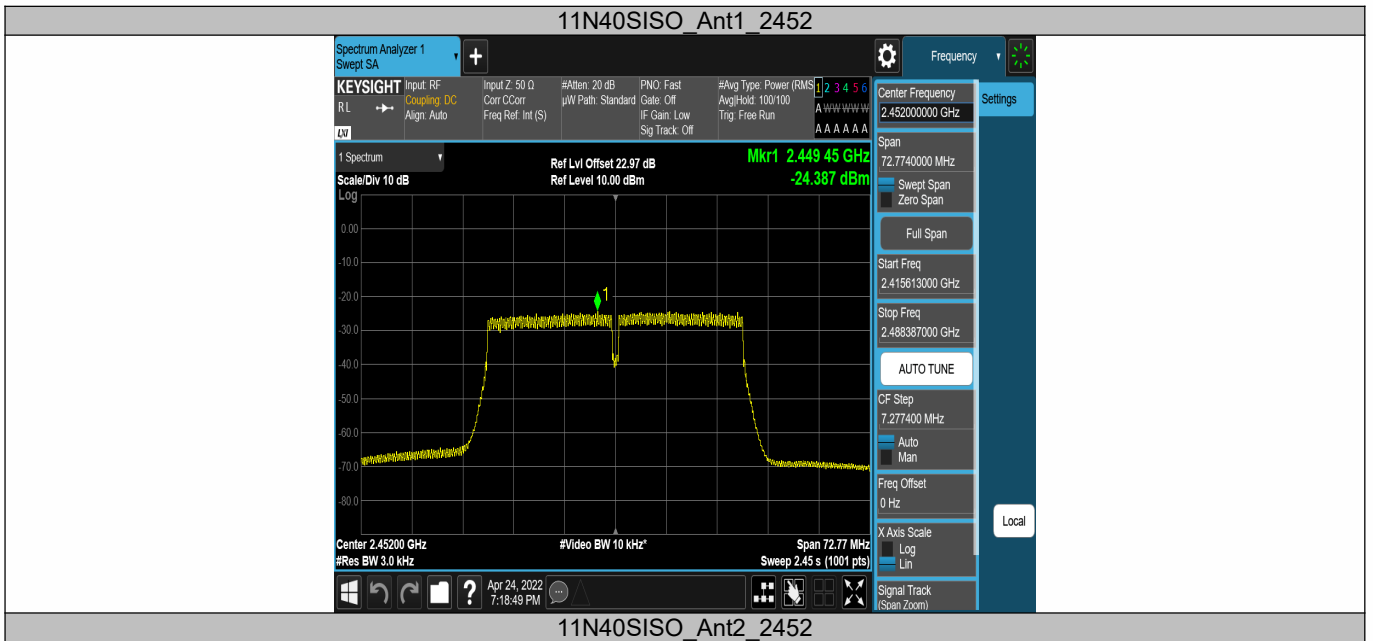 11N40SISO_Ant1_2452
Spectrum Analyzer 1
Swept SA
+
Frequency
KEYSIGHT
Input: RF
Input Z: 50 Ω
#Atten: 20 dB
PNO: Fast
#Avg Type: Power (RMS
1 2 3 4 5 6
R L
Coupling: DC
Corr CCorr
µW Path: Standard
Gate: Off
Avg|Hold: 100/100
A W W W W W
Align: Auto
Freq Ref: Int (S)
IF Gain: Low
Trig: Free Run
LXI
Sig Track: Off
A A A A A A
Center Frequency
2.452000000 GHz
Settings
1 Spectrum
Ref Lvl Offset 22.97 dB
Mkr1 2.449 45 GHz
Scale/Div 10 dB
Ref Level 10.00 dBm
-24.387 dBm
Log
0.00
-10.0
-20.0
-30.0
-40.0
-50.0
-60.0
-70.0
-80.0
1
Span
72.7740000 MHz
Swept Span
Zero Span
Full Span
Start Freq
2.415613000 GHz
Stop Freq
2.488387000 GHz
AUTO TUNE
CF Step
7.277400 MHz
Auto
Man
Freq Offset
0 Hz
X Axis Scale
Log
Lin
Signal Track
(Span Zoom)
Local
Center 2.45200 GHz
#Video BW 10 kHz*
Span 72.77 MHz
#Res BW 3.0 kHz
Sweep 2.45 s (1001 pts)
?
Apr 24, 2022
7:18:49 PM
11N40SISO_Ant2_2452